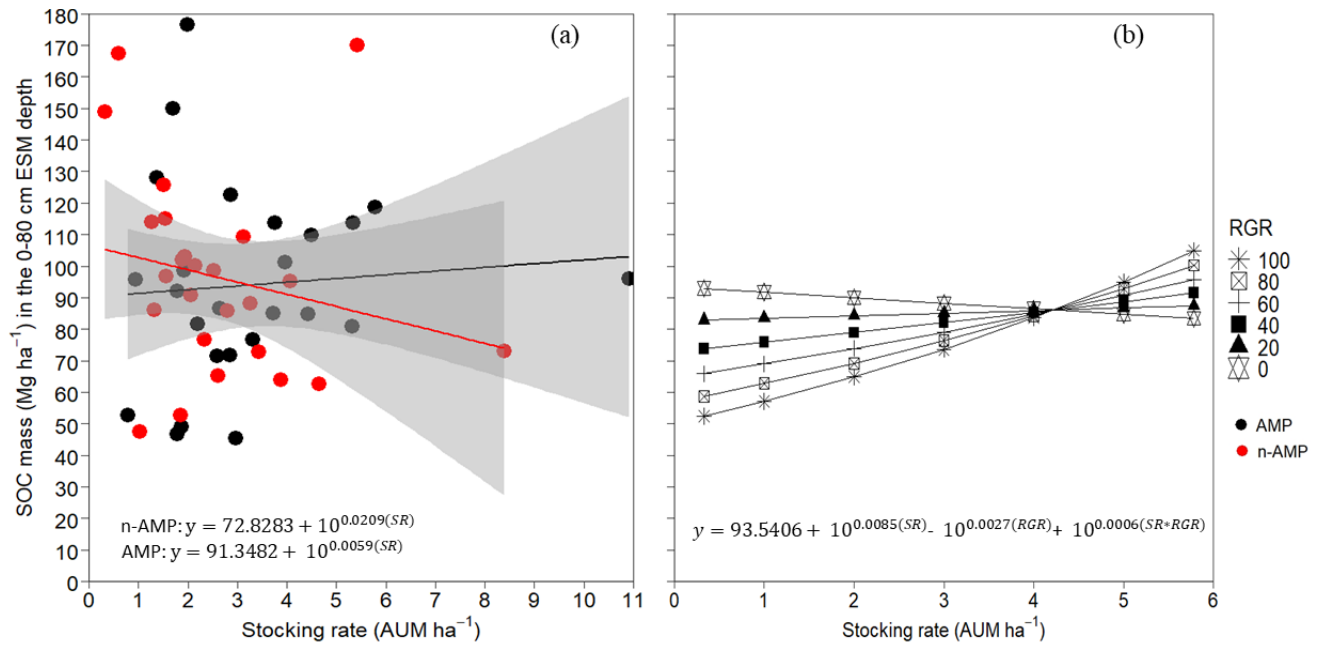 SOC mass (Mg ha⁻¹) in the 0-80 cm ESM depth
180
170
160
150
140
130
120
110
100
90
80
70
60
50
40
30
20
10
0
(a)
n-AMP: y = 72.8283 + 10^0.0209(SR)
AMP: y = 91.3482 + 10^0.0059(SR)
0 1 2 3 4 5 6 7 8 9 10 11
Stocking rate (AUM ha⁻¹)
(b)
y = 93.5406 + 10^0.0085(SR) - 10^0.0027(RGR) + 10^0.0006(SR*RGR)
0 1 2 3 4 5 6
Stocking rate (AUM ha⁻¹)
RGR
100
80
60
40
20
0
AMP
n-AMP